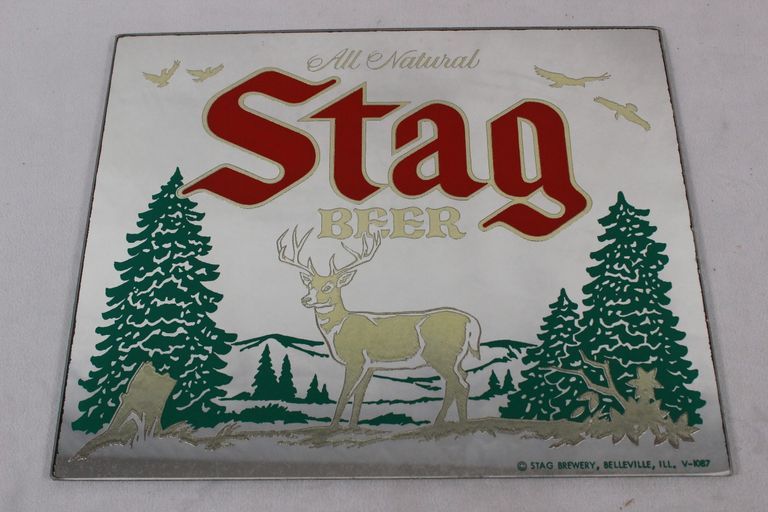 All Natural
Stag
BEER
© STAG BREWERY, BELLEVILLE, ILL. V-1087